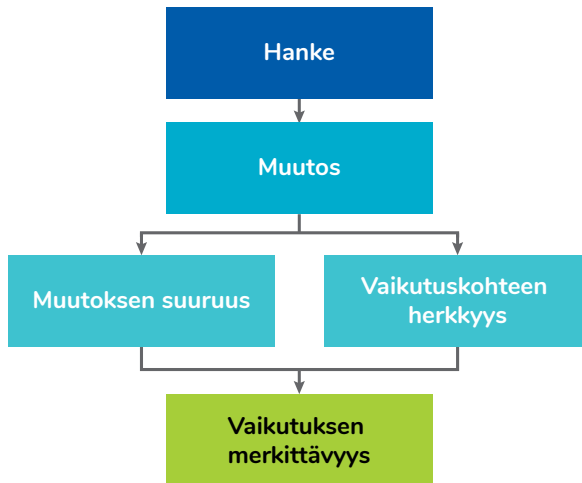 Hanke
Muutos
Muutoksen suuruus
Vaikutuskohteen
herkkyys
Vaikutuksen
merkittävyys